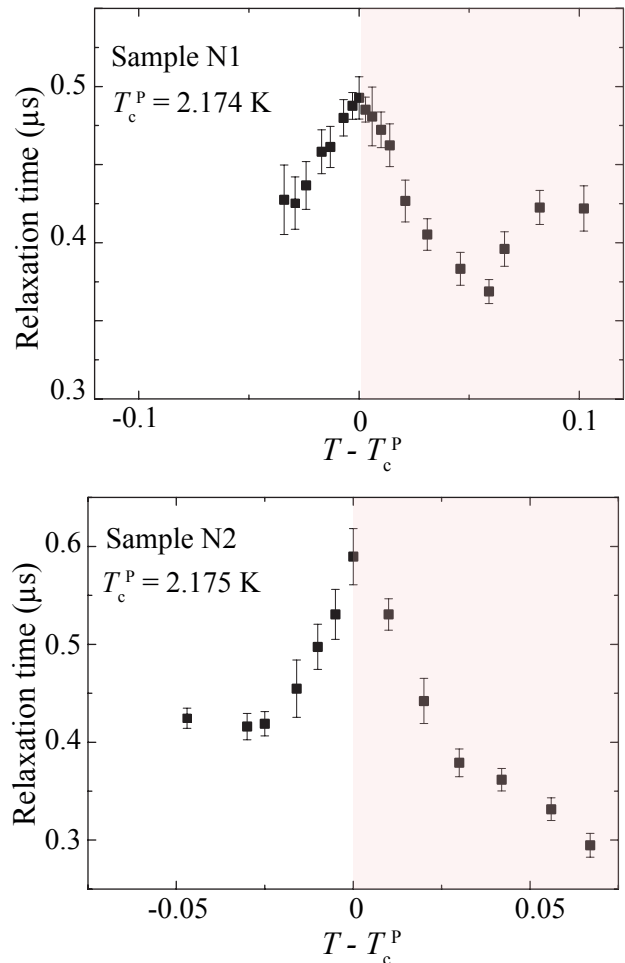 Sample N1
T_c^P = 2.174 K
0.5
0.4
0.3
Relaxation time (μs)
-0.1
0
0.1
T - T_c^P
Sample N2
T_c^P = 2.175 K
0.6
0.5
0.4
0.3
Relaxation time (μs)
-0.05
0
0.05
T - T_c^P